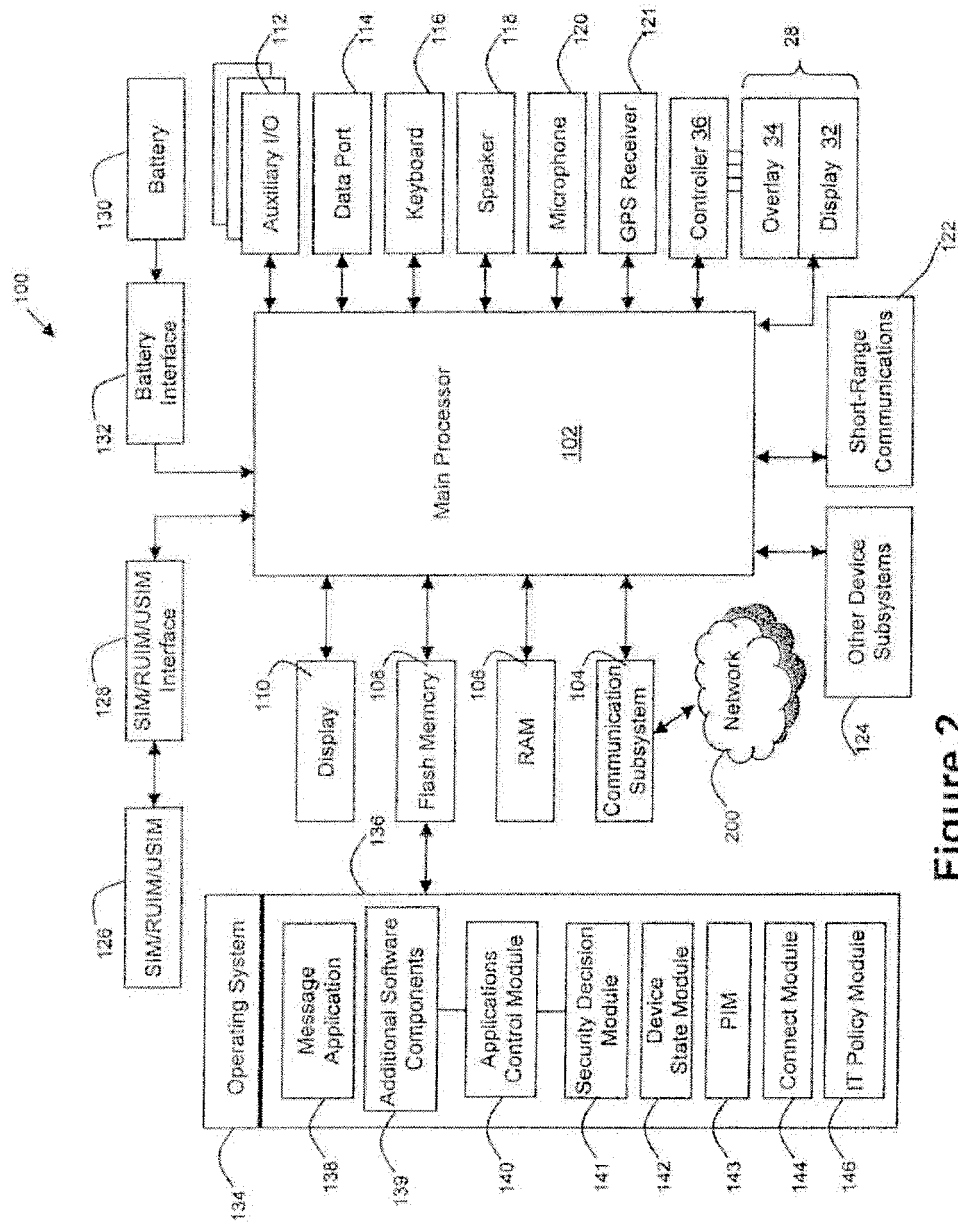 100
126
SIM/RUIM/USIM
128
SIM/RUIM/USIM
Interface
132
Battery
Interface
130
Battery
134
Operating System
136
138
Message
Application
139
Additional Software
Components
140
Applications
Control Module
141
Security Decision
Module
142
Device
State Module
143
PIM
144
Connect Module
146
IT Policy Module
110
Display
108
Flash Memory
106
RAM
104
Communication
Subsystem
200
Network
Main Processor
102
112
Auxiliary I/O
114
Data Port
116
Keyboard
118
Speaker
120
Microphone
121
GPS Receiver
Controller 36
28
Overlay 34
Display 32
124
Other Device
Subsystems
122
Short-Range
Communications
Figure 2